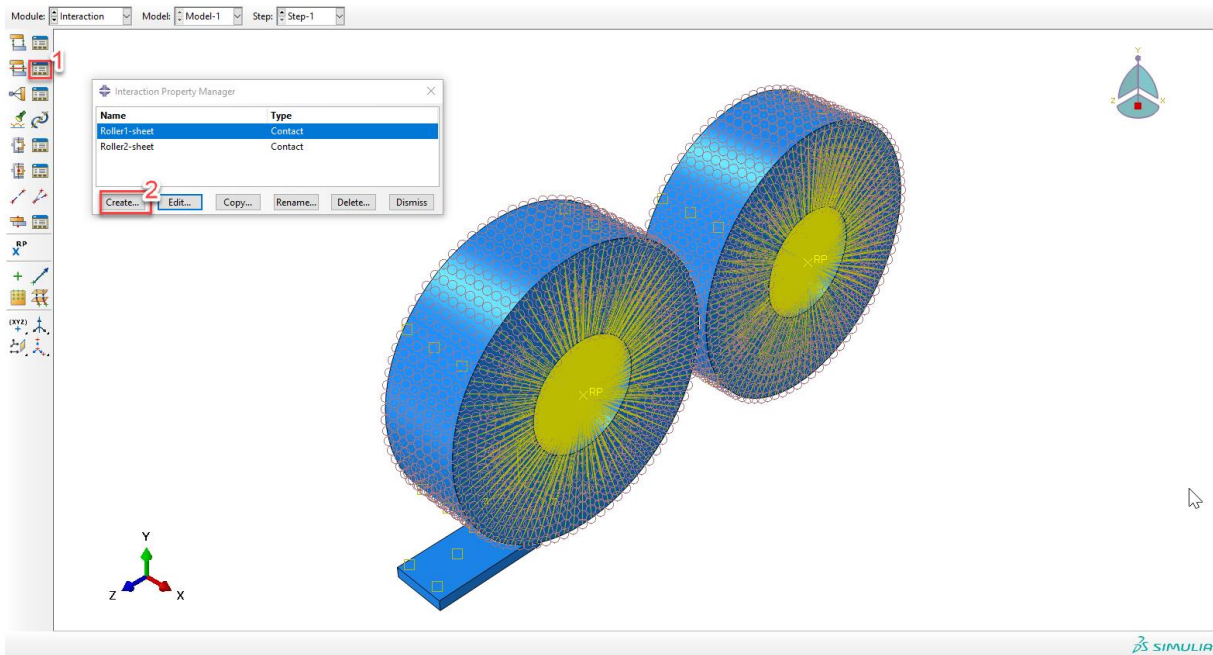 Module: Interaction Model: Model-1 Step: Step-1
1
Interaction Property Manager
Name Type
Roller1-sheet Contact
Roller2-sheet Contact
2
Create... Edit... Copy... Rename... Delete... Dismiss
Y
Z X
RP
RP
RP
X
(XYZ)
Y
Z X
SIMULIA